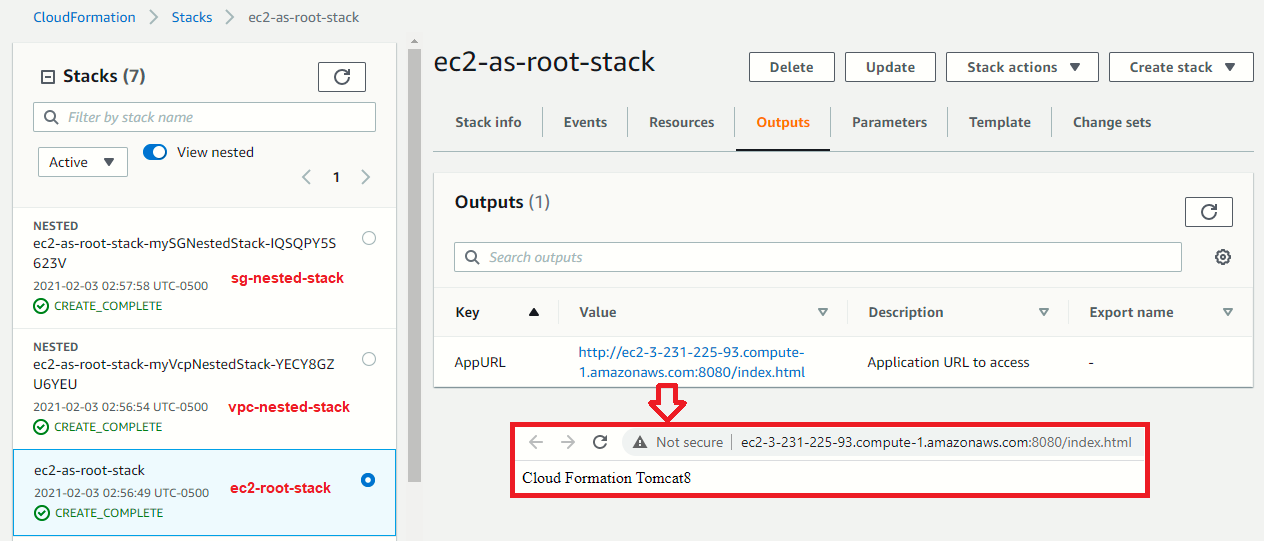 CloudFormation > Stacks > ec2-as-root-stack
Stacks (7)
Filter by stack name
Active
View nested
1
NESTED
ec2-as-root-stack-mySGNestedStack-IQSQPY5S
623V
2021-02-03 02:57:58 UTC-0500
sg-nested-stack
CREATE_COMPLETE
NESTED
ec2-as-root-stack-myVcpNestedStack-YECY8GZ
U6YEU
2021-02-03 02:56:54 UTC-0500
vpc-nested-stack
CREATE_COMPLETE
ec2-as-root-stack
2021-02-03 02:56:49 UTC-0500
ec2-root-stack
CREATE_COMPLETE
ec2-as-root-stack
Delete
Update
Stack actions
Create stack
Stack info
Events
Resources
Outputs
Parameters
Template
Change sets
Outputs (1)
Search outputs
Key
Value
Description
Export name
AppURL
http://ec2-3-231-225-93.compute-
1.amazonaws.com:8080/index.html
Application URL to access
-
Not secure | ec2-3-231-225-93.compute-1.amazonaws.com:8080/index.html
Cloud Formation Tomcat8